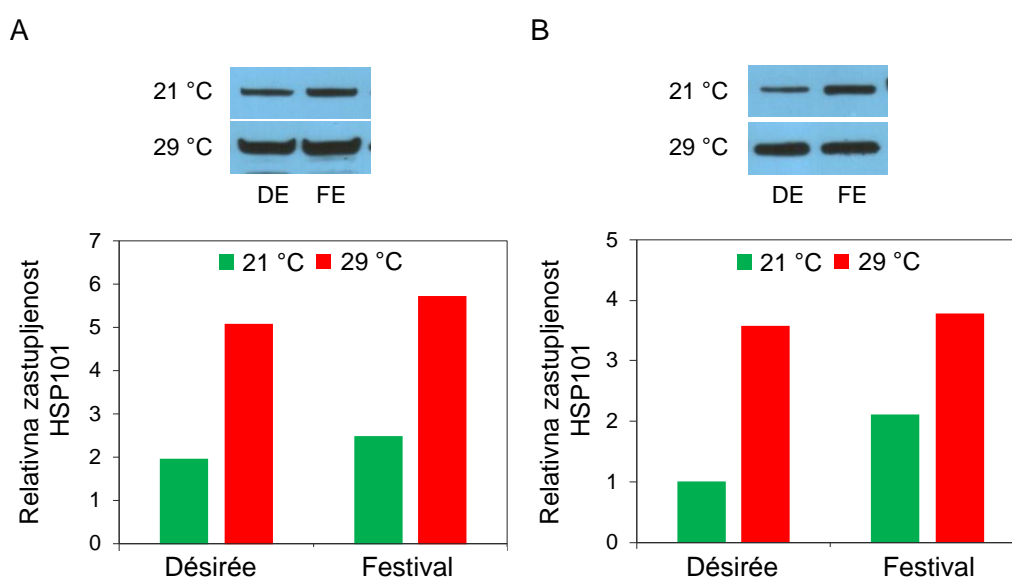 A
21 °C
29 °C
DE FE
Relativna zastupljenost
HSP101
7
6
5
4
3
2
1
0
21 °C 29 °C
Désirée Festival
B
21 °C
29 °C
DE FE
Relativna zastupljenost
HSP101
5
4
3
2
1
0
21 °C 29 °C
Désirée Festival